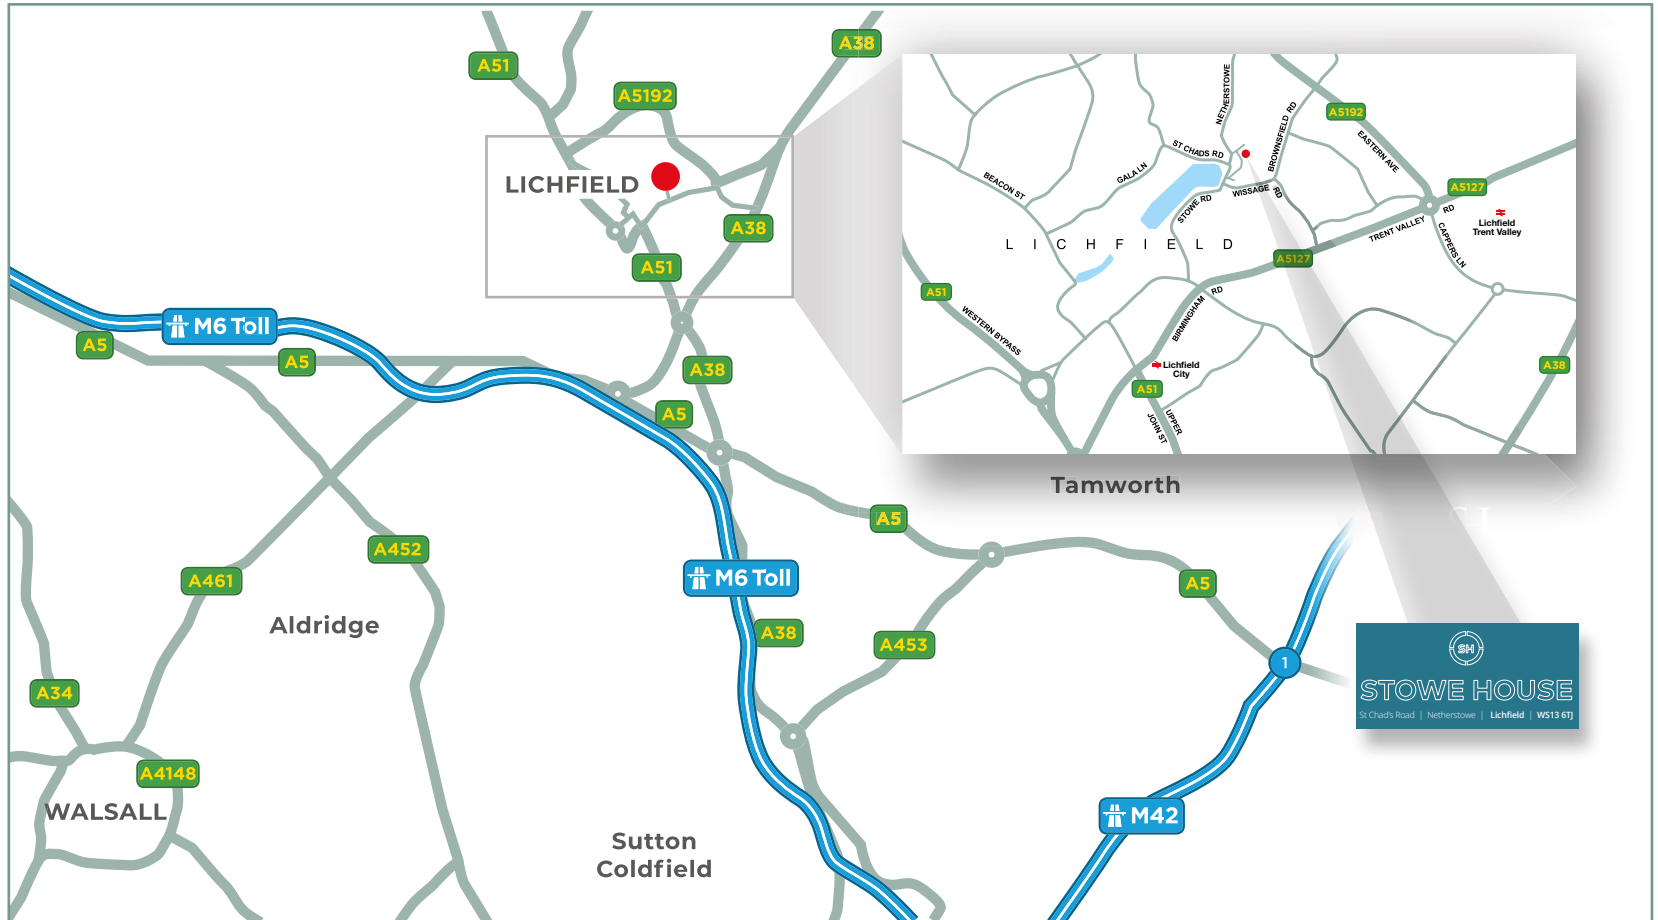 A51
A38
A5192
LICHFIELD
A38
A51
M6 Toll
A5
A5
A38
A5
A5
A452
A461
M6 Toll
A38
A453
A5
Aldridge
A34
A4148
WALSALL
Sutton
Coldfield
Tamworth
1
M42
NETHERSTOWE
BROWNSFIELD RD
A5192
EASTERN AVE
ST CHADS RD
GALA LN
BEACON ST
STOWE RD
WISSAGE RD
A5127
TRENT VALLEY RD
Lichfield
Trent Valley
CAPPERS LN
LICHFIELD
A5127
A51
WESTERN BYPASS
BIRMINGHAM RD
Lichfield
City
A51
UPPER
JOHN ST
A38
SH
STOWE HOUSE
St Chad's Road | Netherstowe | Lichfield | WS13 6TJ